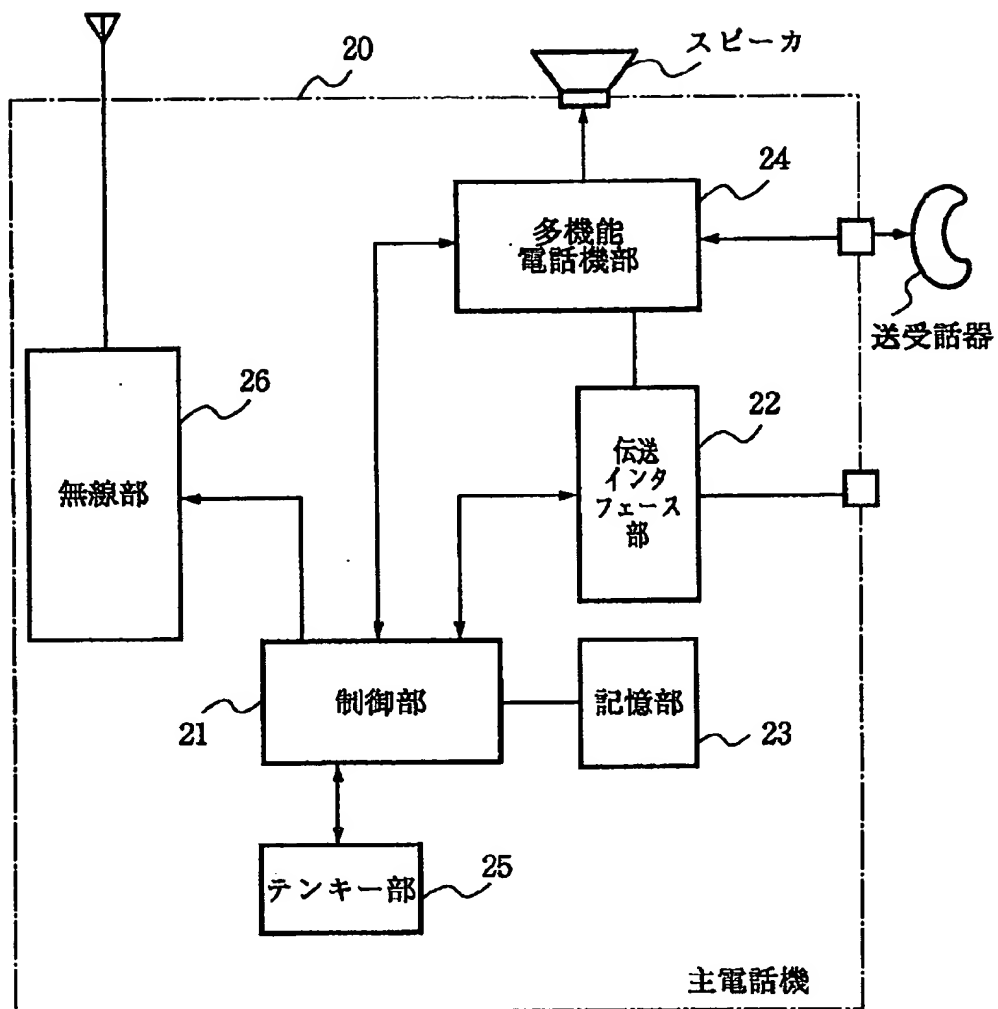 20
スピーカ
24
多機能
電話機部
送受話器
26
無線部
22
伝送
インタ
フェース
部
21
制御部
記憶部
23
テンキー部
25
主電話機